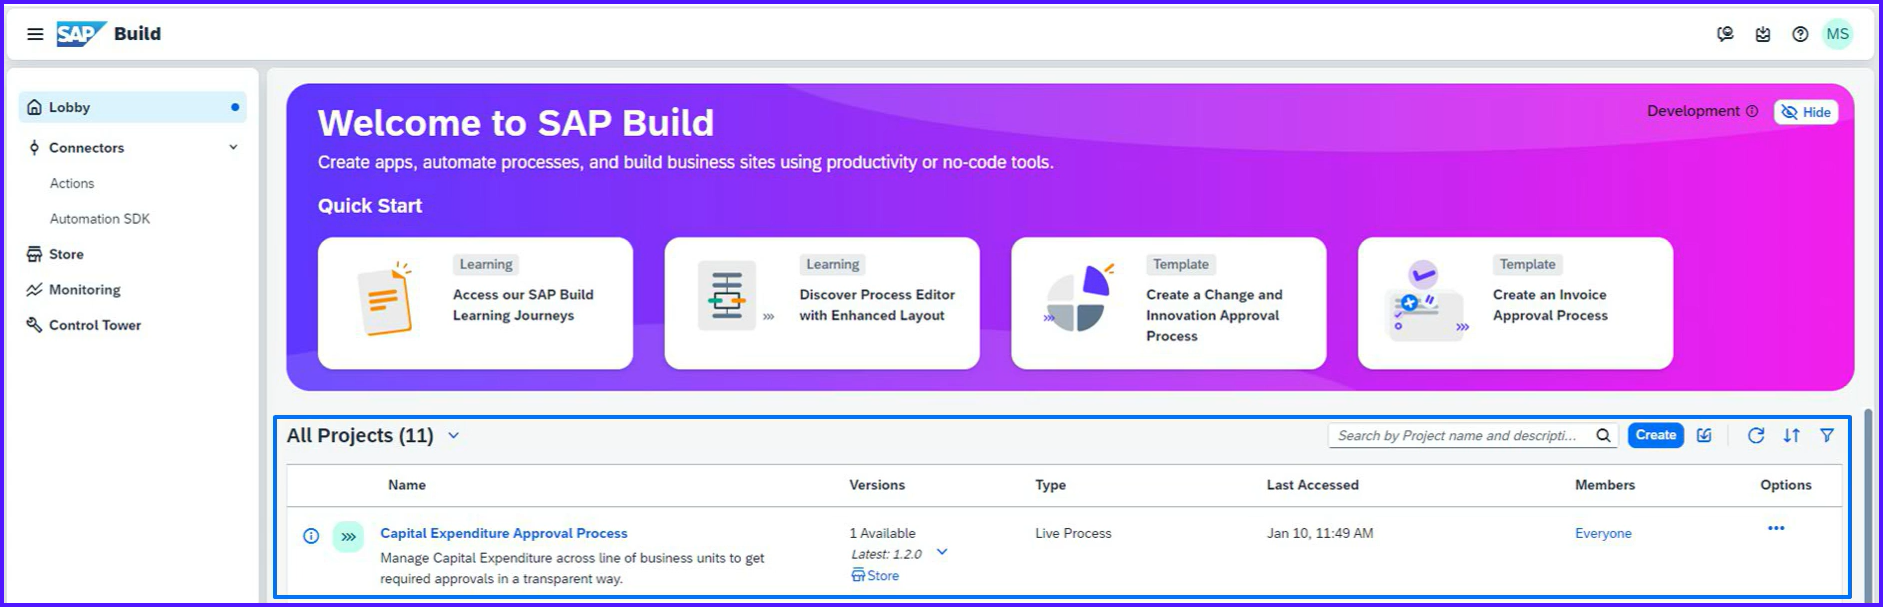 SAP Build
MS
Lobby
Connectors
Actions
Automation SDK
Store
Monitoring
Control Tower
Welcome to SAP Build
Development
Hide
Create apps, automate processes, and build business sites using productivity or no-code tools.
Quick Start
Learning
Access our SAP Build
Learning Journeys
Learning
Discover Process Editor
with Enhanced Layout
Template
Create a Change and
Innovation Approval
Process
Template
Create an Invoice
Approval Process
All Projects (11)
Search by Project name and descripti...
Create
Name Versions Type Last Accessed Members Options
Capital Expenditure Approval Process
Manage Capital Expenditure across line of business units to get
required approvals in a transparent way.
1 Available
Latest: 1.2.0
Store
Live Process
Jan 10, 11:49 AM
Everyone